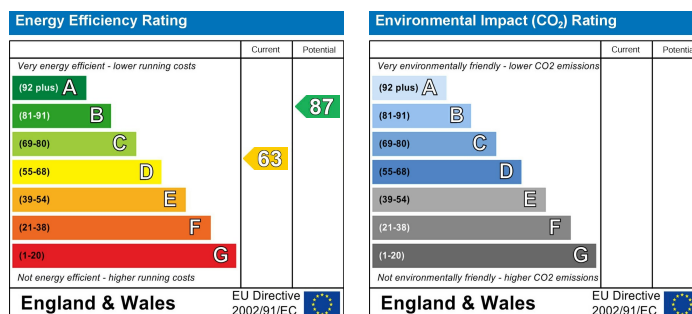 Energy Efficiency Rating
Current Potential
Very energy efficient - lower running costs
(92 plus) A
(81-91) B
(69-80) C
(55-68) D
(39-54) E
(21-38) F
(1-20) G
Not energy efficient - higher running costs
63
87
England & Wales
EU Directive
2002/91/EC
Environmental Impact (CO₂) Rating
Current Potential
Very environmentally friendly - lower CO2 emissions
(92 plus) A
(81-91) B
(69-80) C
(55-68) D
(39-54) E
(21-38) F
(1-20) G
Not environmentally friendly - higher CO2 emissions
England & Wales
EU Directive
2002/91/EC